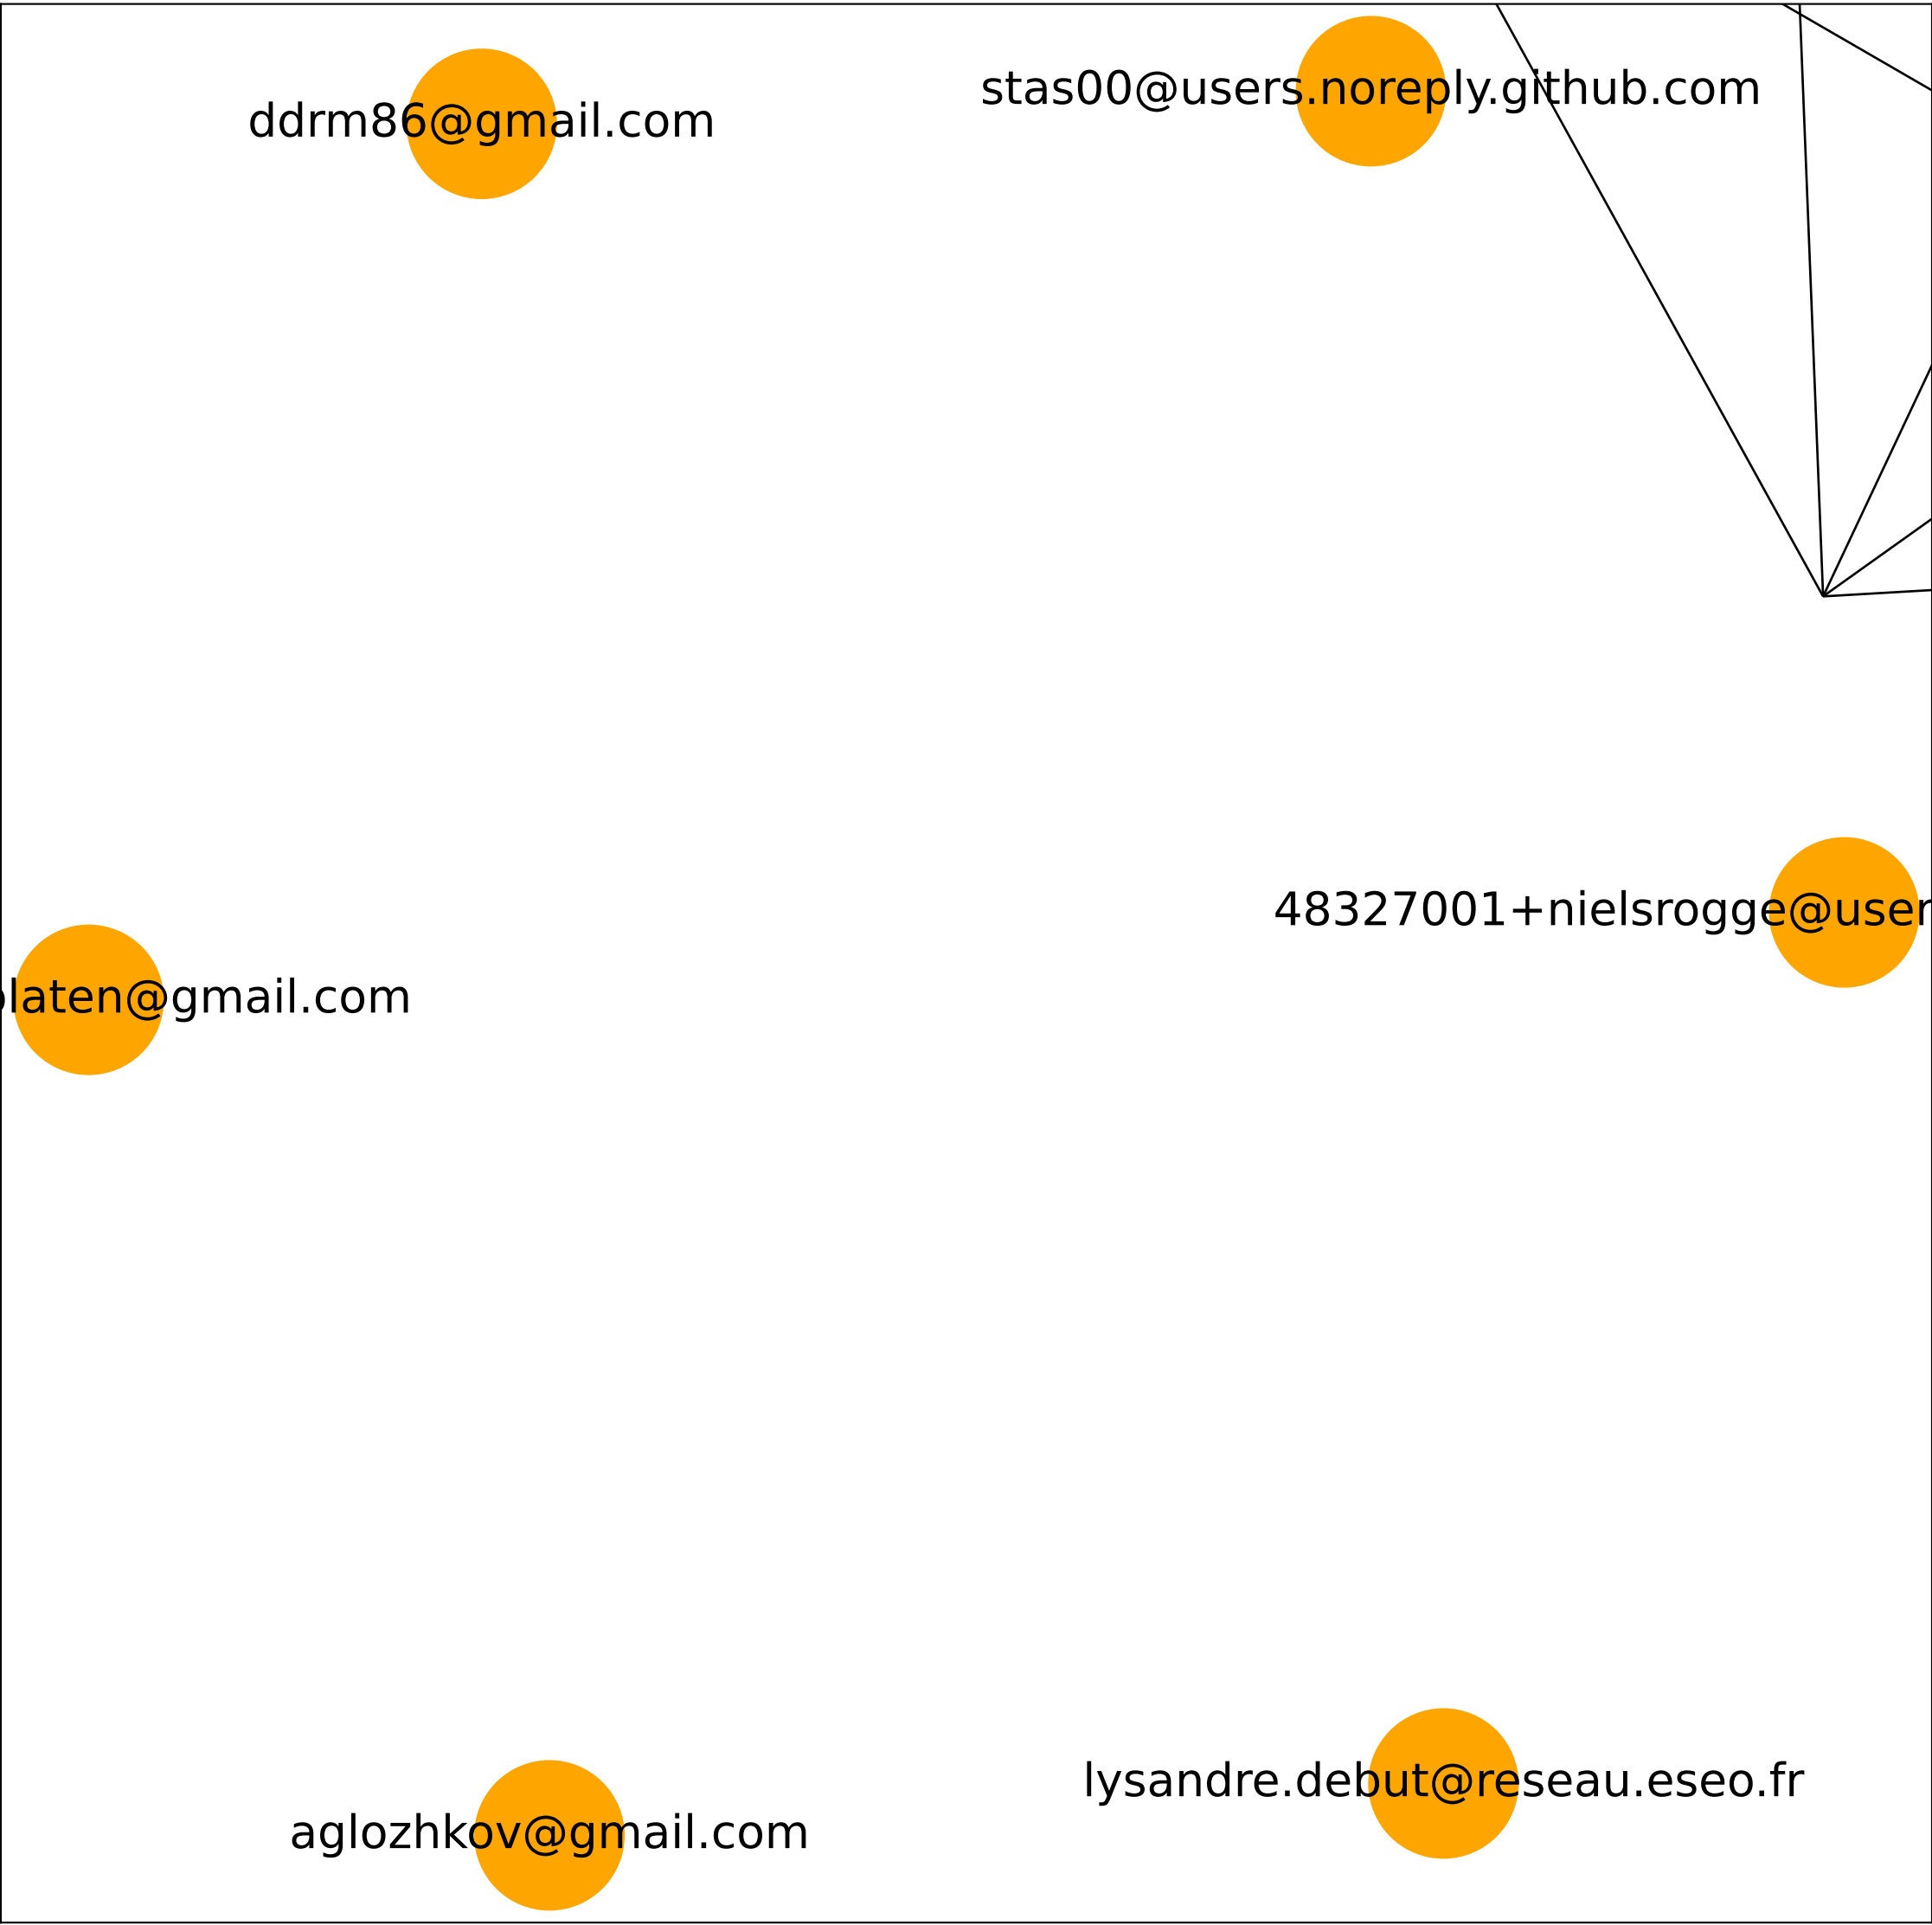 stas00@users.noreply.github.com
ddrm86@gmail.com
48327001+nielsrogge@user
laten@gmail.com
lysandre.debut@reseau.eseo.fr
aglozhkov@gmail.com